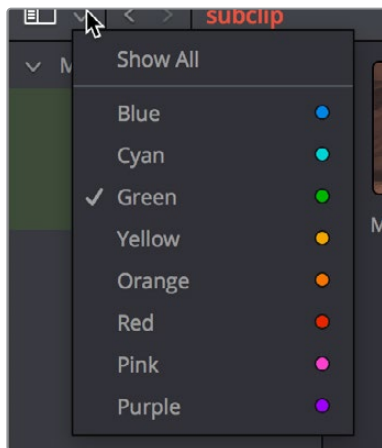 subclip
Show All
Blue
Cyan
Green
Yellow
Orange
Red
Pink
Purple